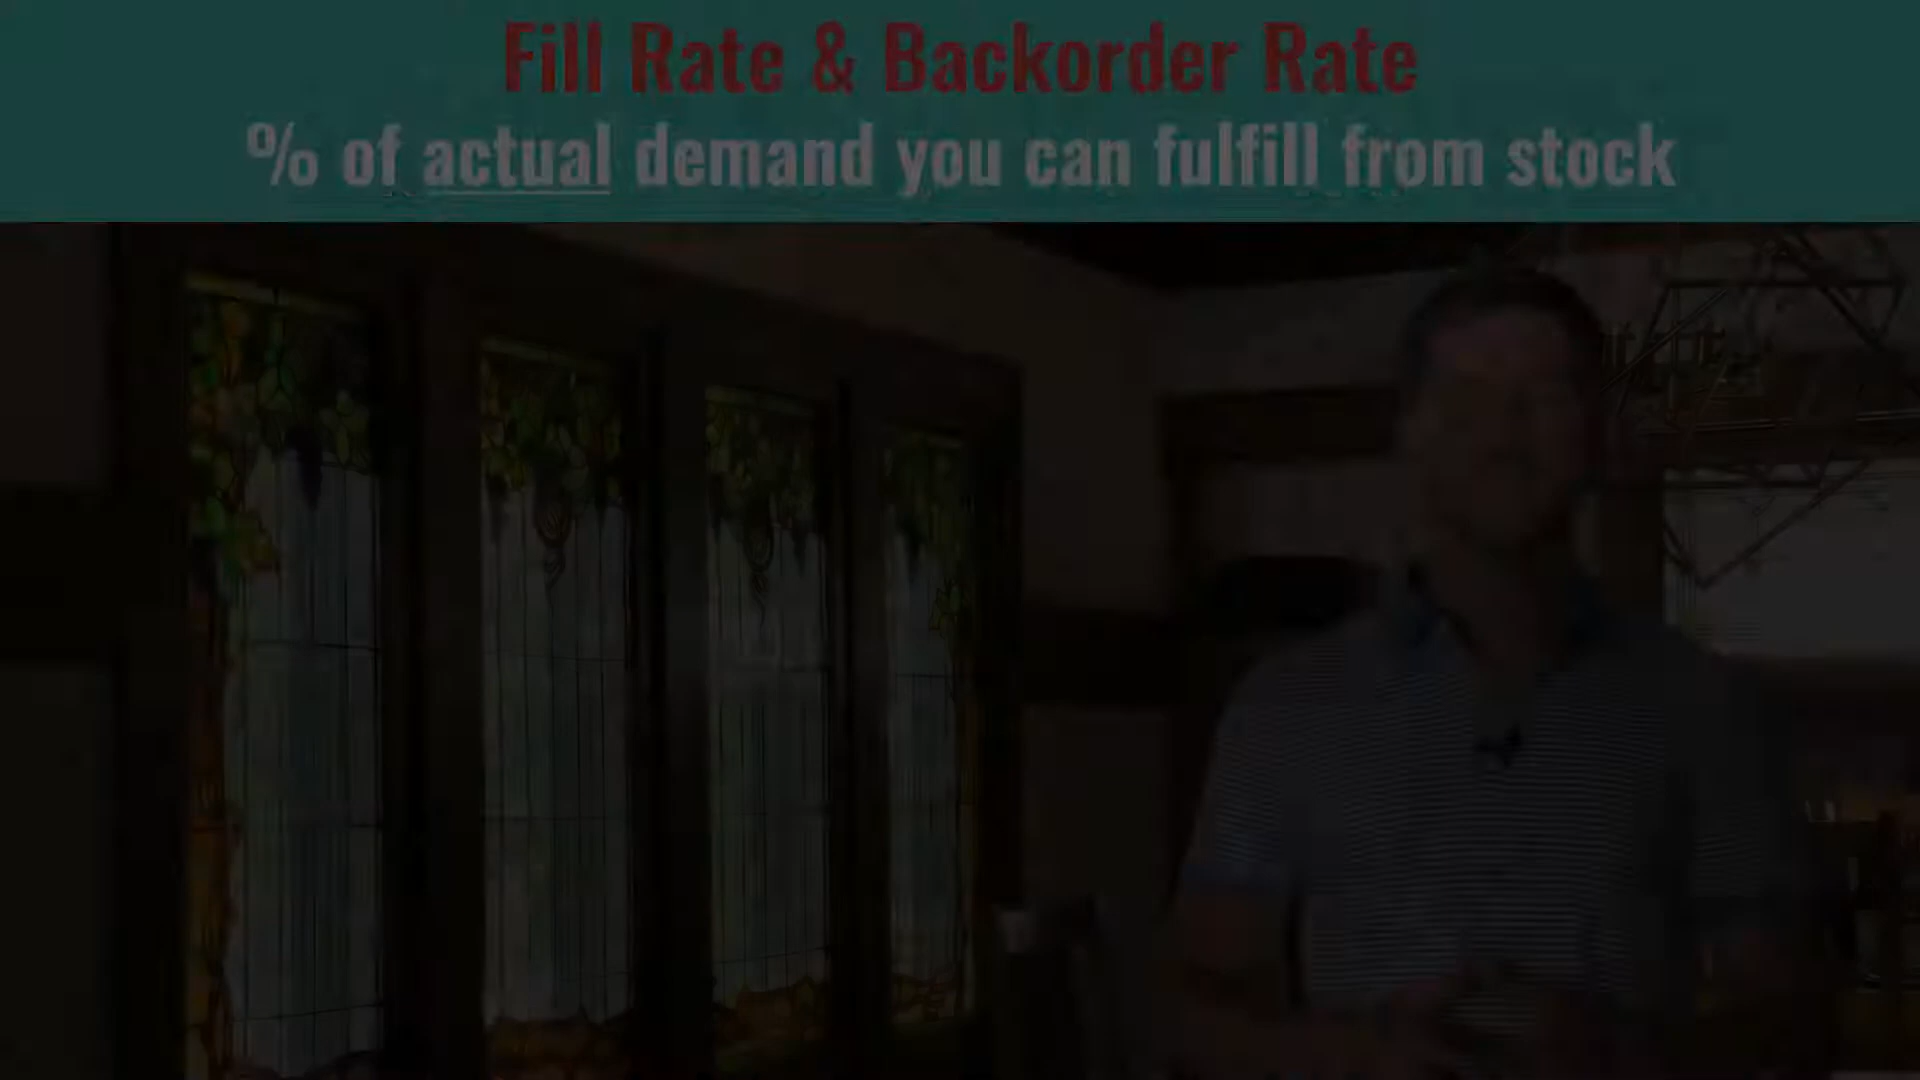 Fill Rate & Backorder Rate
% of actual demand you can fulfill from stock